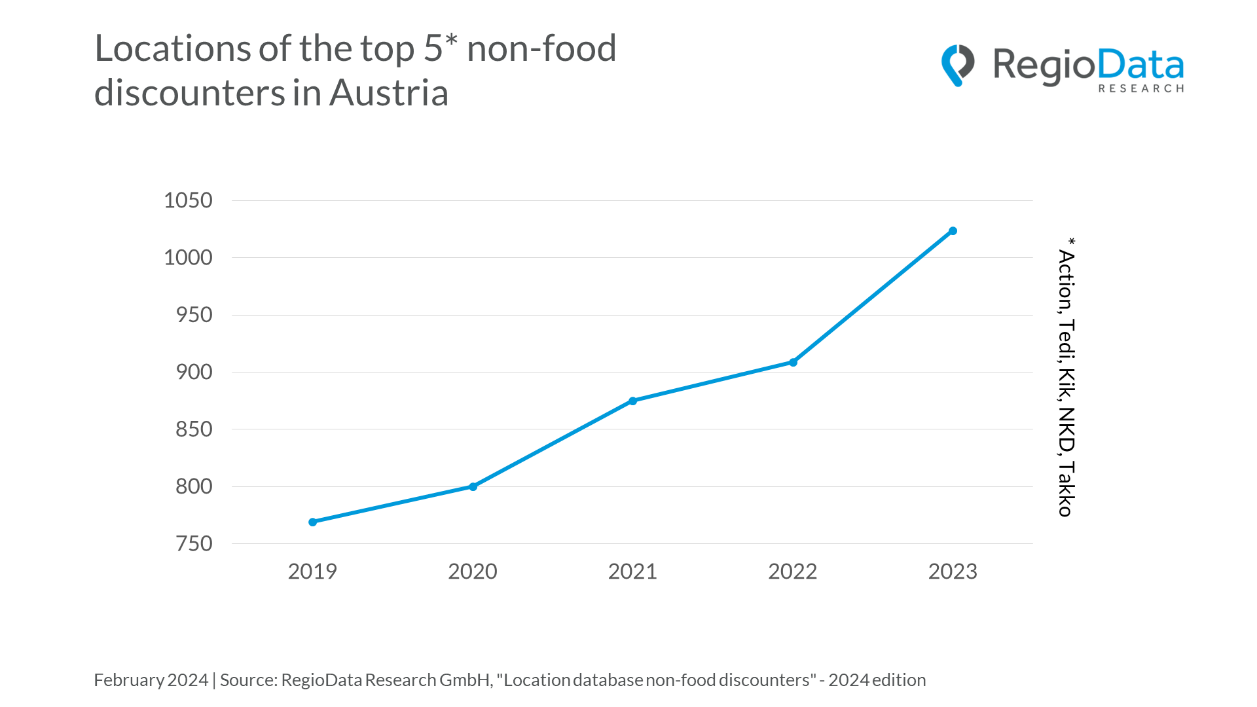 Locations of the top 5* non-food
discounters in Austria
RegioData
RESEARCH
1050
1000
950
900
850
800
750
2019 2020 2021 2022 2023
* Action, Tedi, Kik, NKD, Takko
February 2024 | Source: RegioData Research GmbH, "Location database non-food discounters" - 2024 edition